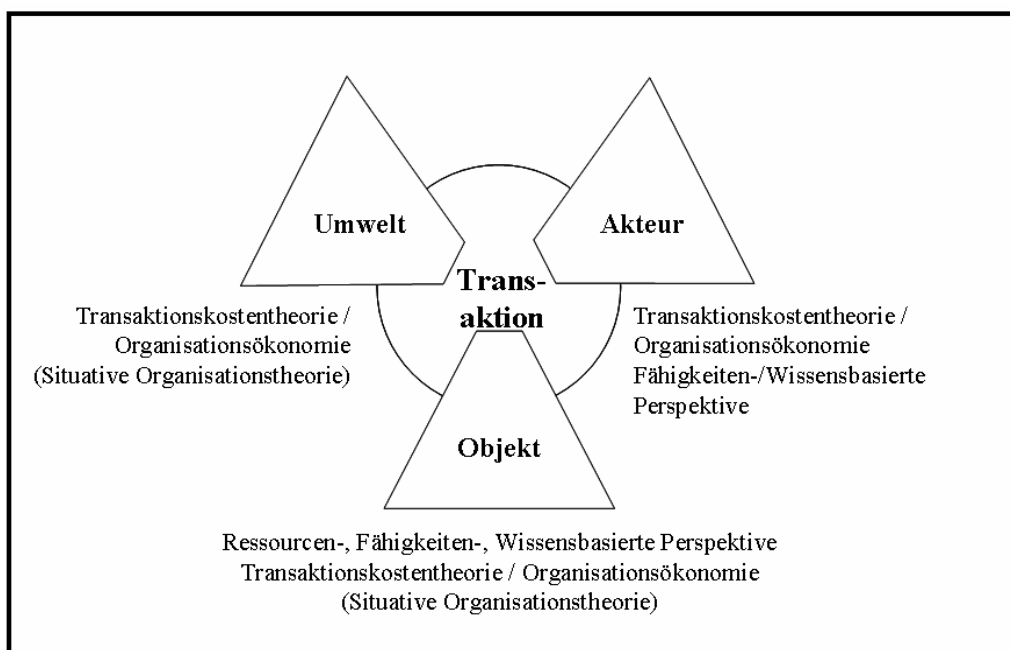 Umwelt
Akteur
Trans-
aktion
Transaktionskostentheorie /
Organisationsökonomie
(Situative Organisationstheorie)
Transaktionskostentheorie /
Organisationsökonomie
Fähigkeiten-/Wissensbasierte
Perspektive
Objekt
Ressourcen-, Fähigkeiten-, Wissensbasierte Perspektive
Transaktionskostentheorie / Organisationsökonomie
(Situative Organisationstheorie)